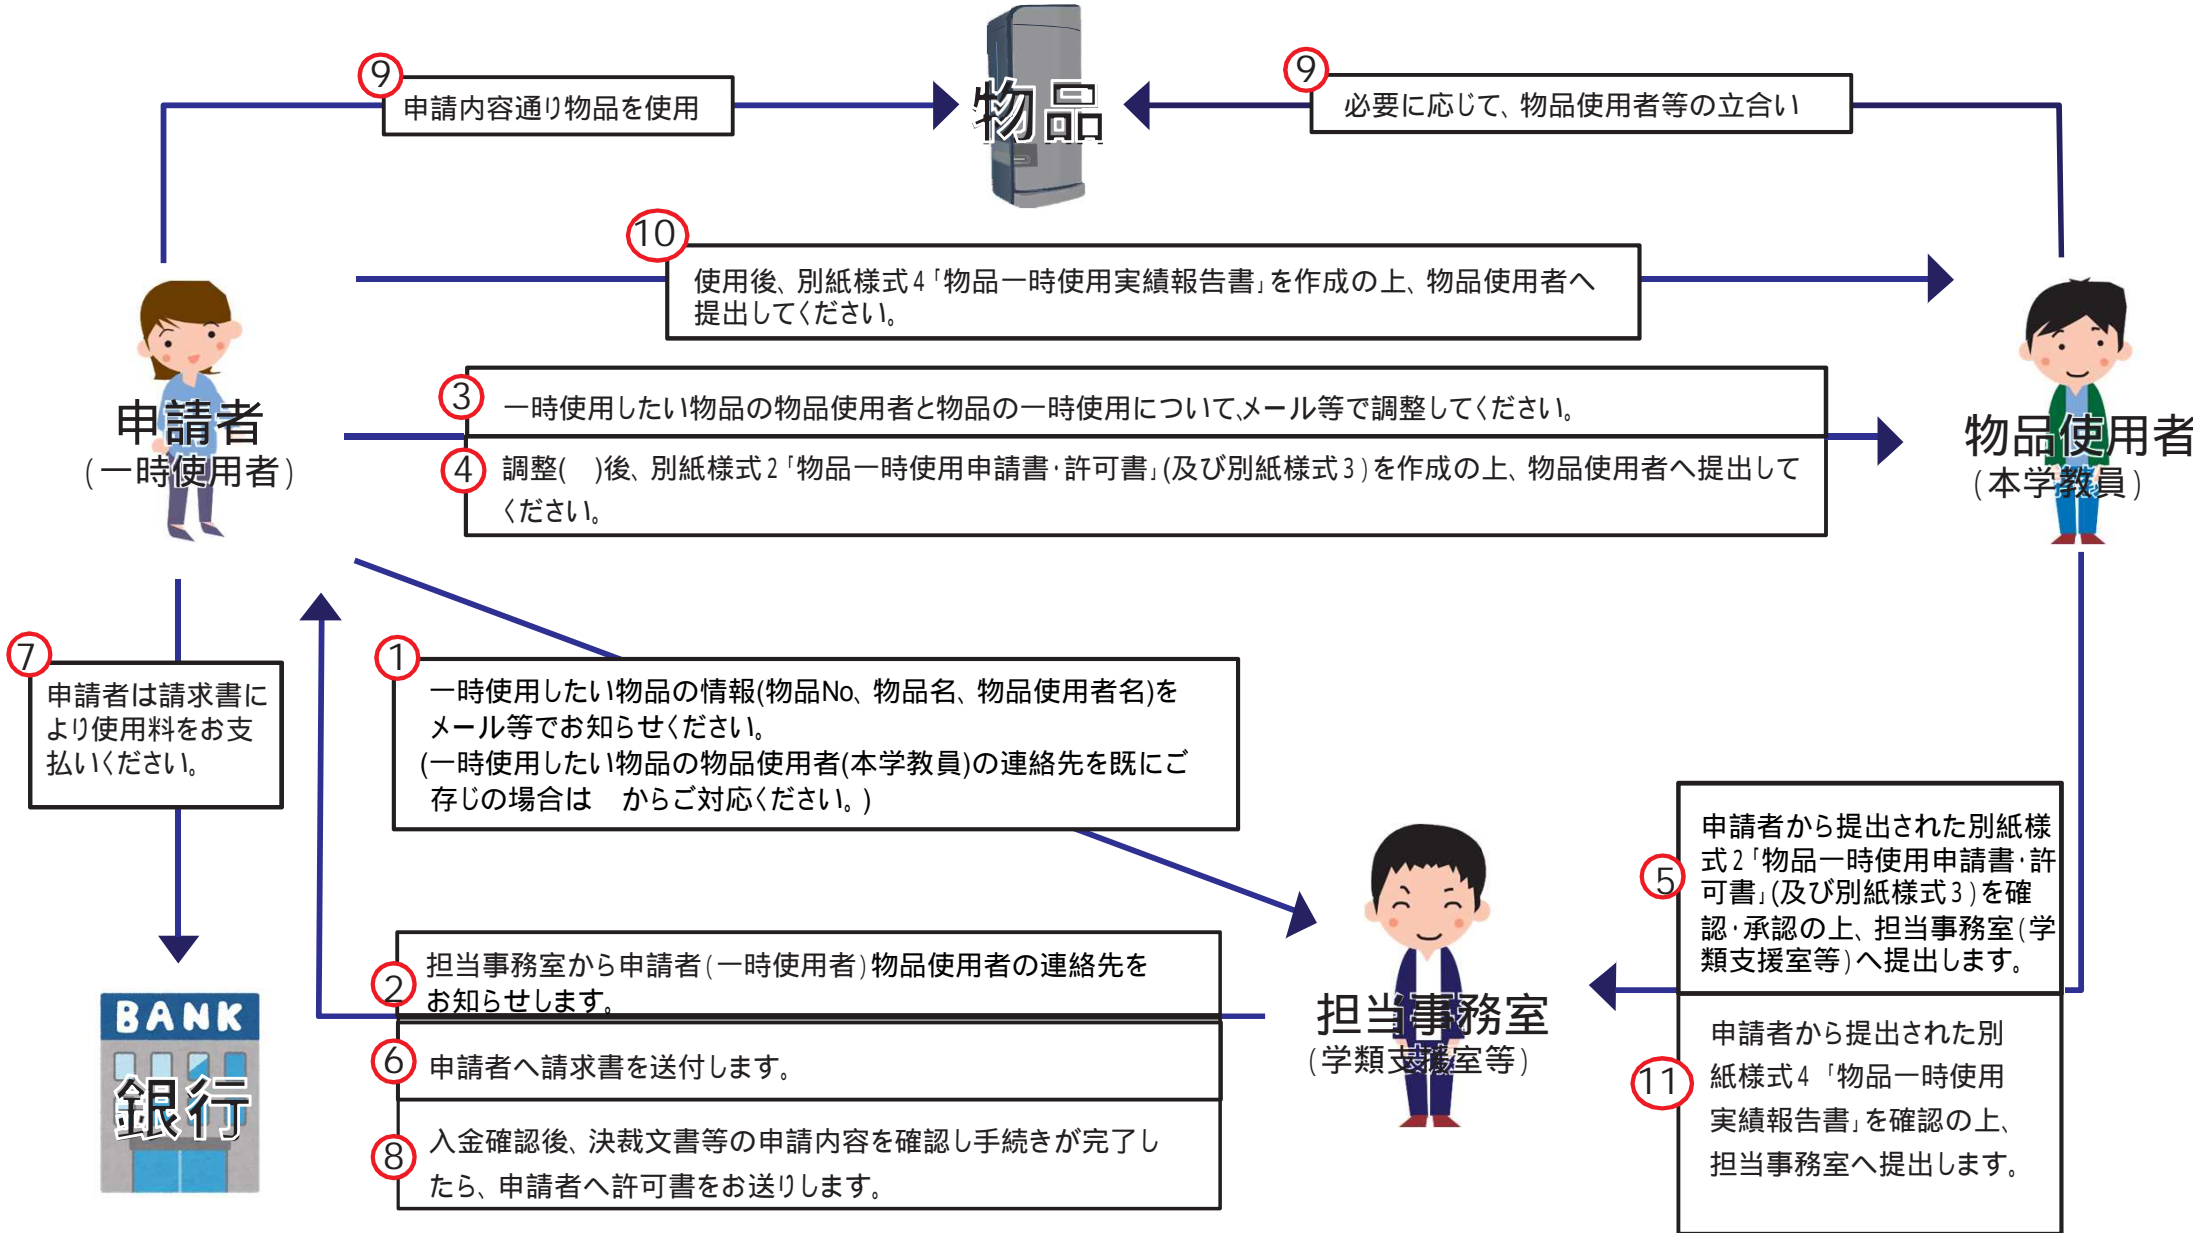 ⑨
申請内容通り物品を使用
物品
⑨
必要に応じて、物品使用者等の立合い
⑩
使用後、別紙様式4「物品一時使用実績報告書」を作成の上、物品使用者へ
提出してください。
申請者
(一時使用者)
③
一時使用したい物品の物品使用者と物品の一時使用について、メール等で調整してください。
④
調整(　)後、別紙様式2「物品一時使用申請書・許可書」(及び別紙様式3)を作成の上、物品使用者へ提出して
ください。
物品使用者
(本学教員)
⑦
申請者は請求書に
より使用料をお支
払いください。
①
一時使用したい物品の情報(物品No、物品名、物品使用者名)を
メール等でお知らせください。
(一時使用したい物品の物品使用者(本学教員)の連絡先を既にご
存じの場合は　からご対応ください。)
⑤
申請者から提出された別紙様
式2「物品一時使用申請書・許
可書」(及び別紙様式3)を確
認・承認の上、担当事務室(学
類支援室等)へ提出します。
②
担当事務室から申請者(一時使用者)物品使用者の連絡先を
お知らせします。
⑥
申請者へ請求書を送付します。
⑧
入金確認後、決裁文書等の申請内容を確認し手続きが完了し
たら、申請者へ許可書をお送りします。
担当事務室
(学類支援室等)
⑪
申請者から提出された別
紙様式4「物品一時使用
実績報告書」を確認の上、
担当事務室へ提出します。
BANK
銀行